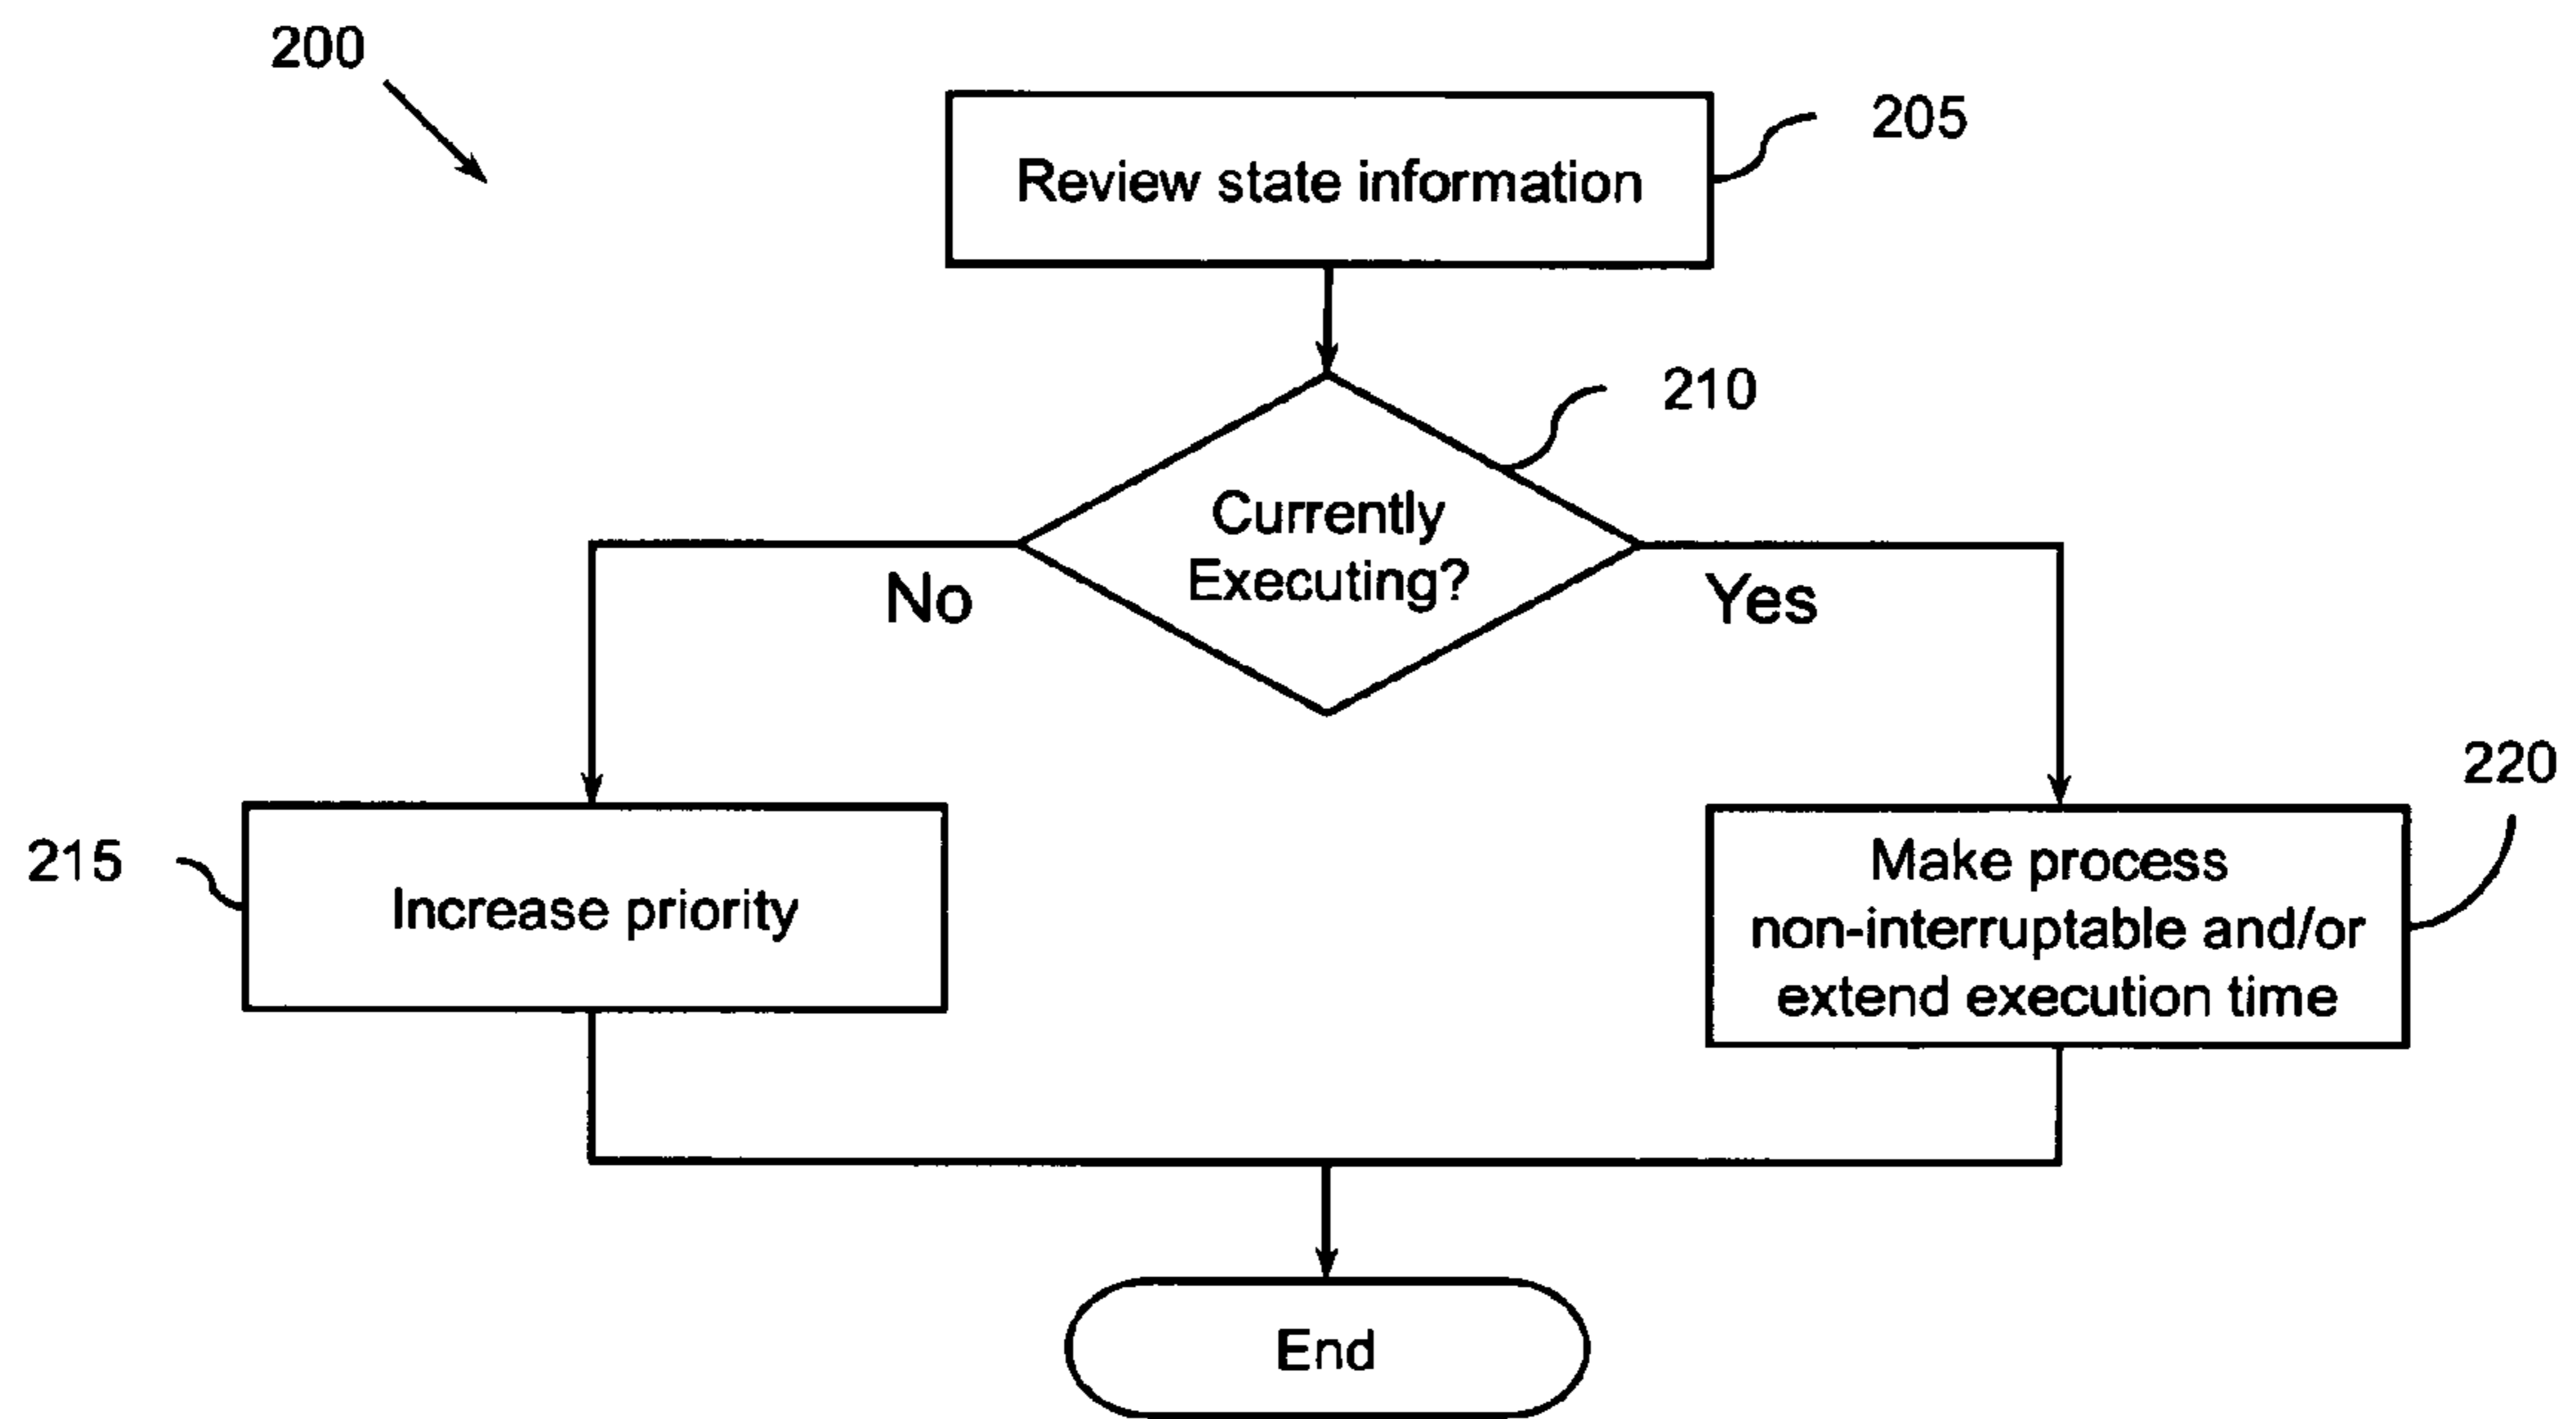 200
205
Review state information
210
Currently
Executing?
No
Yes
215
Increase priority
220
Make process
non-interruptable and/or
extend execution time
End